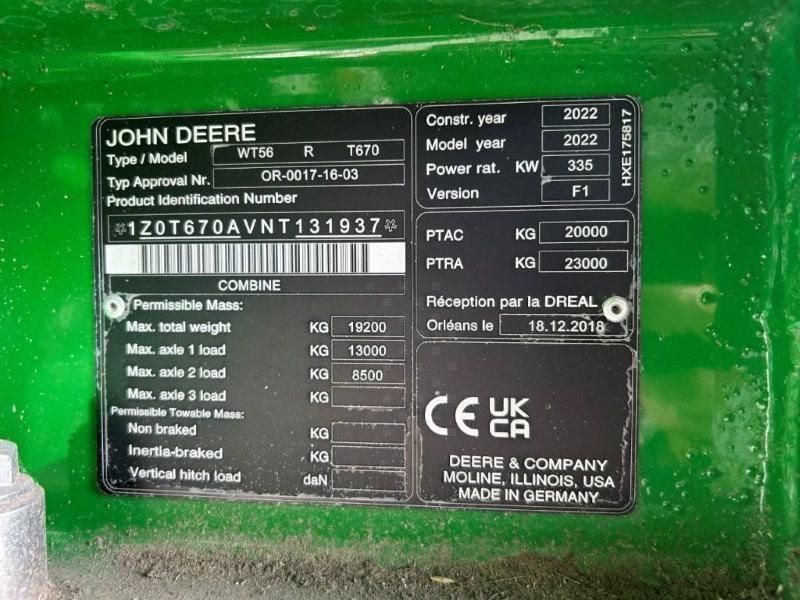 JOHN DEERE
Type / Model WT56 R T670
Typ Approval Nr. OR-0017-16-03
Product Identification Number
*1Z0T670AVNT131937*
COMBINE
Permissible Mass:
Max. total weight KG 19200
Max. axle 1 load KG 13000
Max. axle 2 load KG 8500
Max. axle 3 load KG
Permissible Towable Mass:
Non braked KG
Inertia-braked KG
Vertical hitch load daN
Constr. year 2022
Model year 2022
Power rat. KW 335
Version F1
HXE175817
PTAC KG 20000
PTRA KG 23000
Réception par la DREAL
Orléans le 18.12.2018
CE UK
CA
DEERE & COMPANY
MOLINE, ILLINOIS, USA
MADE IN GERMANY